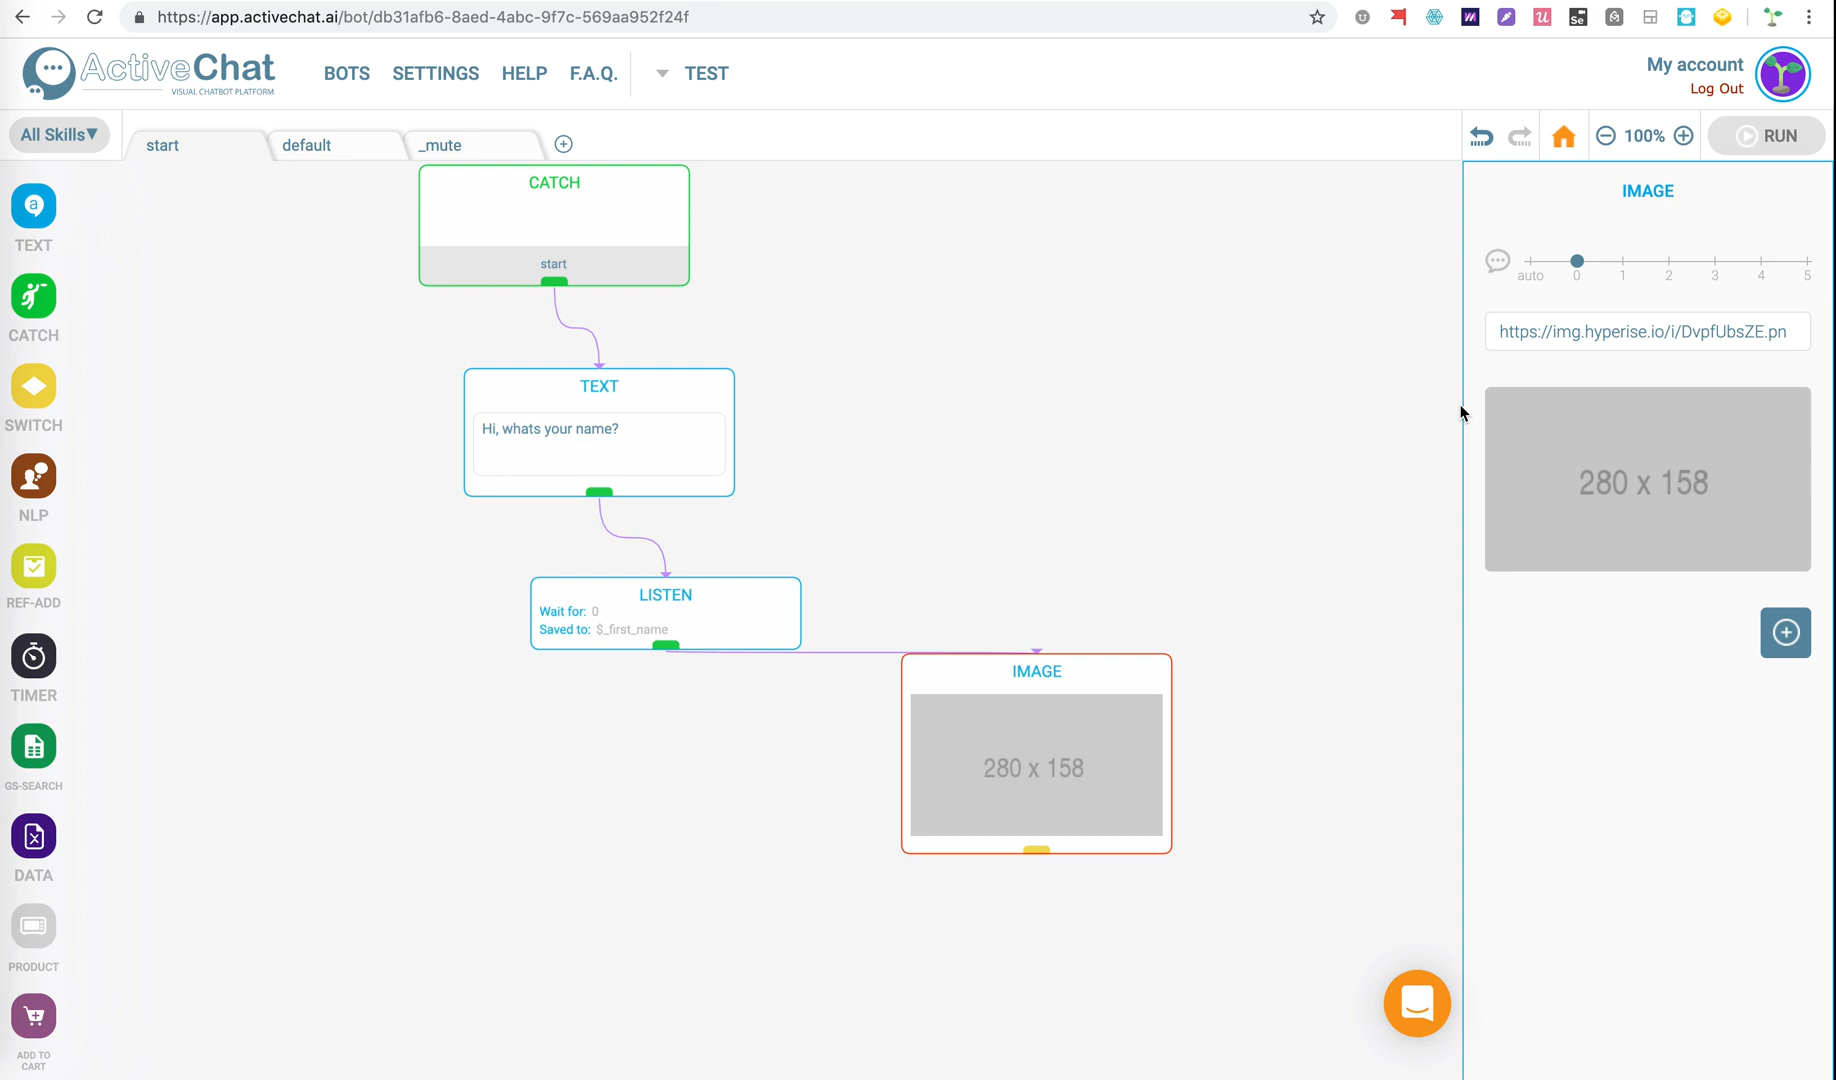 https://app.activechat.ai/bot/db31afb6-8aed-4abc-9f7c-569aa952f24f
ActiveChat
VISUAL CHATBOT PLATFORM
BOTS SETTINGS HELP F.A.Q. TEST
My account
Log Out
All Skills▼
start
default
_mute
100%
RUN
TEXT
CATCH
SWITCH
NLP
REF-ADD
TIMER
GS-SEARCH
DATA
PRODUCT
ADD TO
CART
CATCH
start
TEXT
Hi, whats your name?
LISTEN
Wait for: 0
Saved to: $_first_name
IMAGE
280 x 158
IMAGE
auto 0 1 2 3 4 5
https://img.hyperise.io/i/DvpfUbsZE.pn
280 x 158